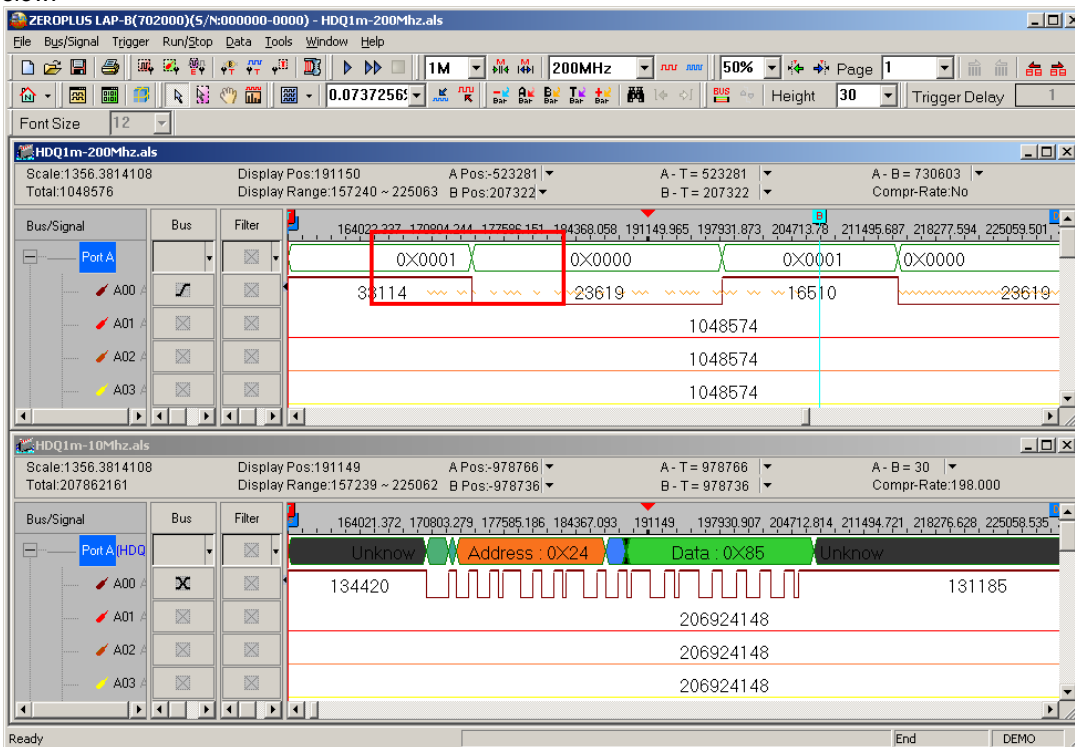 ZEROPLUS LAP-B(702000)(S/N:000000-0000) - HDQ1m-200Mhz.als
File Bus/Signal Trigger Run/Stop Data Tools Window Help
1M 200MHz 50% Page 1
Height 30 Trigger Delay 1
Font Size 12
HDQ1m-200Mhz.als
Scale:1356.3814108 Display Pos:191150 A Pos:-523281 A - T = 523281 A - B = 730603
Total:1048576 Display Range:157240 ~ 225063 B Pos:207322 B - T = 207322 Compr-Rate:No
Bus/Signal Bus Filter 164022.337 170804.244 177586.151 184368.058 191149.965 197931.873 204713.78 211495.687 218277.594 225059.501
B
Port A 0X0001 0X0000 0X0001 0X0000
A00 33114 23619 16510 23619
A01 1048574
A02 1048574
A03 1048574
HDQ1m-10Mhz.als
Scale:1356.3814108 Display Pos:191149 A Pos:-978766 A - T = 978766 A - B = 30
Total:207862161 Display Range:157239 ~ 225062 B Pos:-978736 B - T = 978736 Compr-Rate:198.000
Bus/Signal Bus Filter 164021.372 170803.279 177585.186 184367.093 191149 197930.907 204712.814 211494.721 218276.628 225058.535
Port A(HDQ Unknow Address : 0X24 Data : 0X85 Unknow
A00 134420 131185
A01 206924148
A02 206924148
A03 206924148
Ready End DEMO